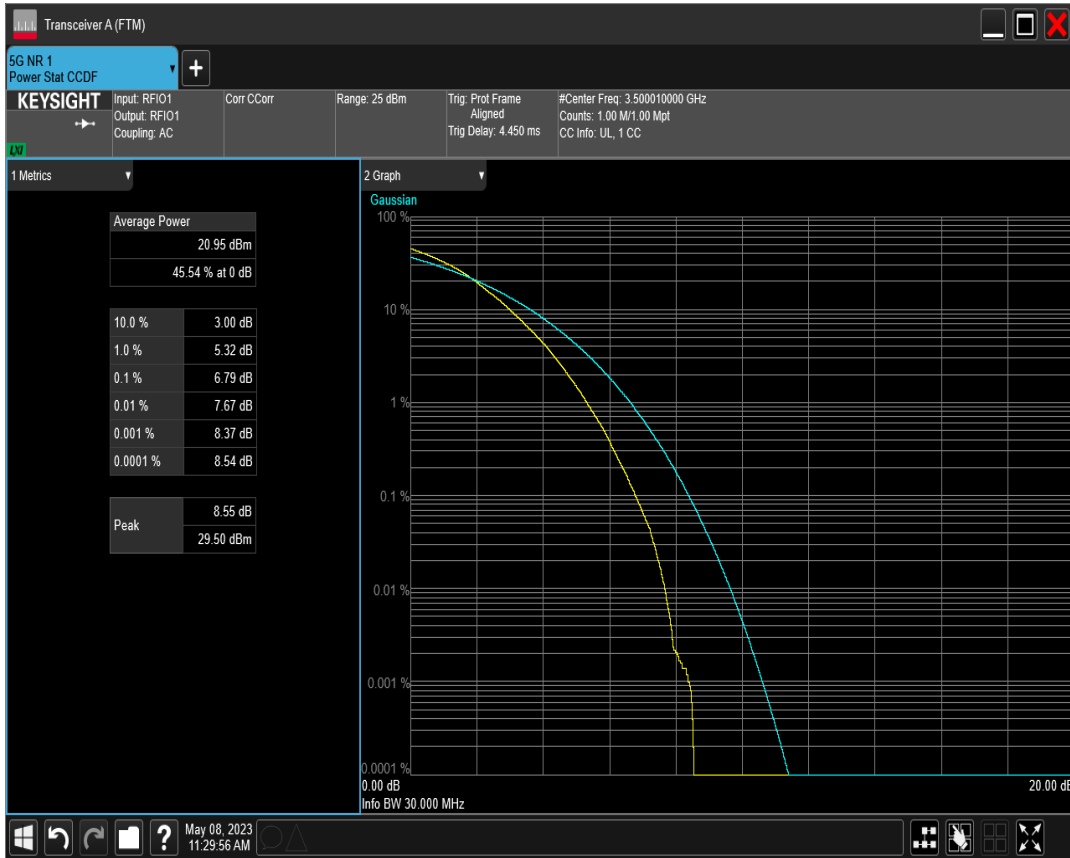 Transceiver A (FTM)
5G NR 1
Power Stat CCDF
+
KEYSIGHT
LXI
Input: RFIO1
Output: RFIO1
Coupling: AC
Corr CCorr
Range: 25 dBm
Trig: Prot Frame
Aligned
Trig Delay: 4.450 ms
#Center Freq: 3.500010000 GHz
Counts: 1.00 M/1.00 Mpt
CC Info: UL, 1 CC
1 Metrics
Average Power
20.95 dBm
45.54 % at 0 dB
10.0 % 3.00 dB
1.0 % 5.32 dB
0.1 % 6.79 dB
0.01 % 7.67 dB
0.001 % 8.37 dB
0.0001 % 8.54 dB
Peak
8.55 dB
29.50 dBm
2 Graph
Gaussian
100 %
10 %
1 %
0.1 %
0.01 %
0.001 %
0.0001 %
0.00 dB 20.00 dB
Info BW 30.000 MHz
?
May 08, 2023
11:29:56 AM